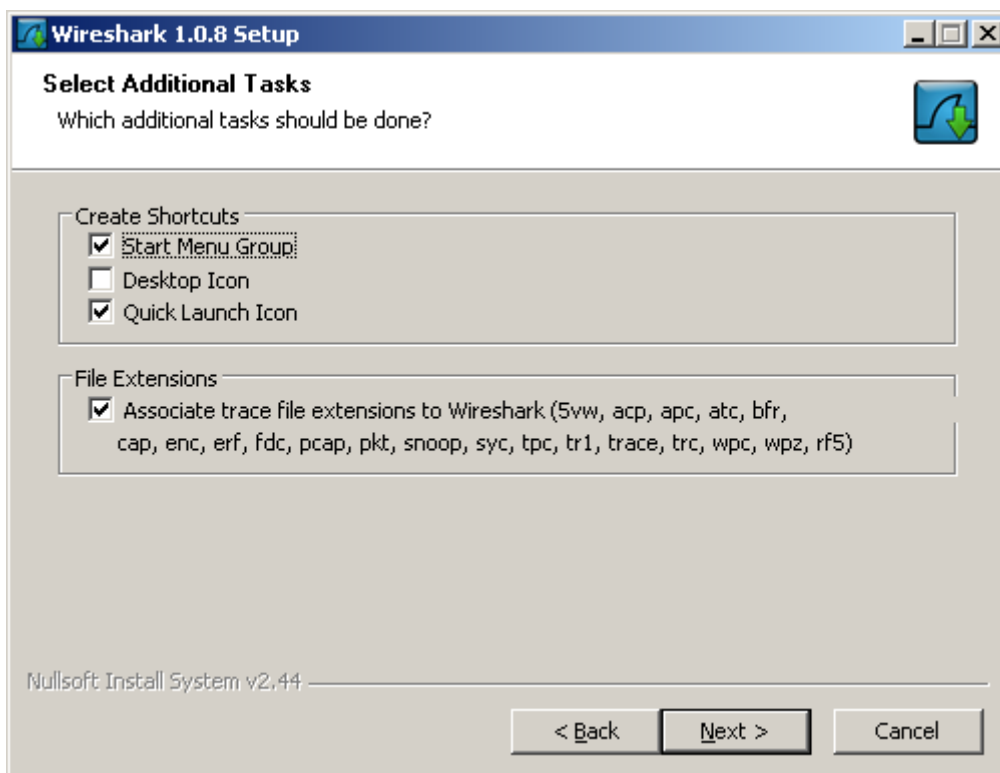 Wireshark 1.0.8 Setup
Select Additional Tasks
Which additional tasks should be done?
Create Shortcuts
Start Menu Group
Desktop Icon
Quick Launch Icon
File Extensions
Associate trace file extensions to Wireshark (5vw, acp, apc, atc, bfr,
cap, enc, erf, fdc, pcap, pkt, snoop, syc, tpc, tr1, trace, trc, wpc, wpz, rf5)
Nullsoft Install System v2.44
< Back Next > Cancel